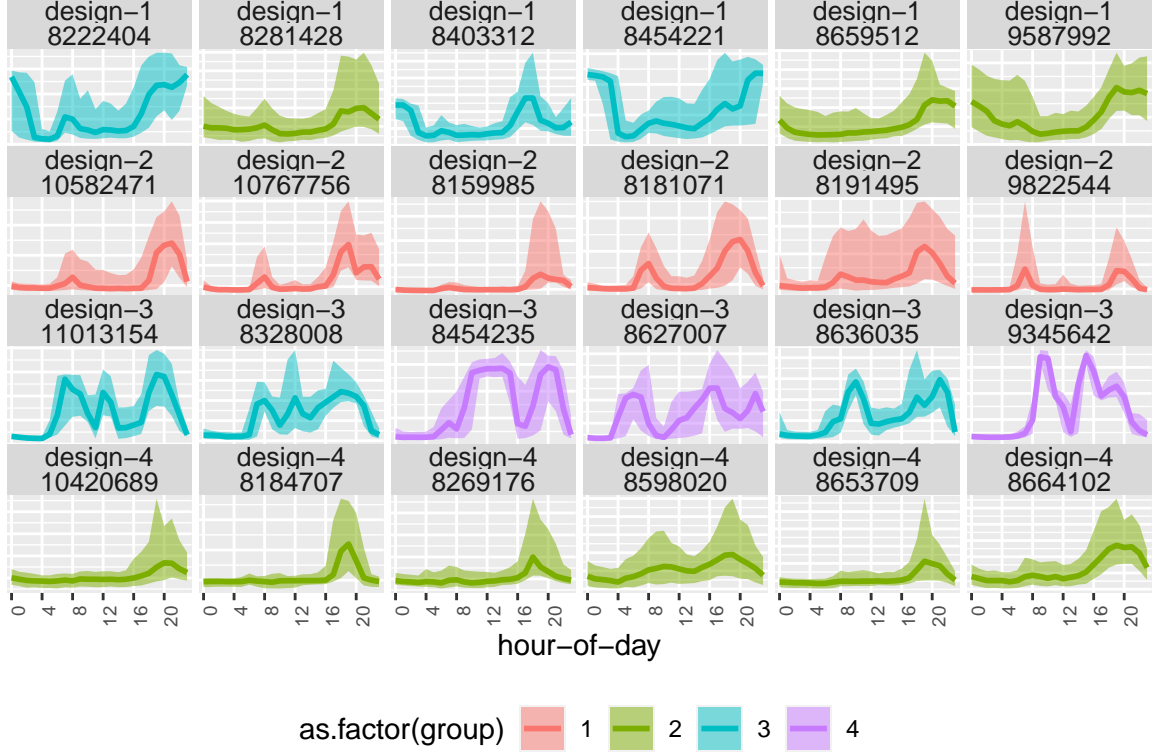 design−1 design−1 design−1 design−1 design−1 design−1
8222404 8281428 8403312 8454221 8659512 9587992
design−2 design−2 design−2 design−2 design−2 design−2
10582471 10767756 8159985 8181071 8191495 9822544
design−3 design−3 design−3 design−3 design−3 design−3
11013154 8328008 8454235 8627007 8636035 9345642
design−4 design−4 design−4 design−4 design−4 design−4
10420689 8184707 8269176 8598020 8653709 8664102
0 4 8 12 16 20 0 4 8 12 16 20 0 4 8 12 16 20 0 4 8 12 16 20 0 4 8 12 16 20 0 4 8 12 16 20
hour−of−day
as.factor(group) 1 2 3 4